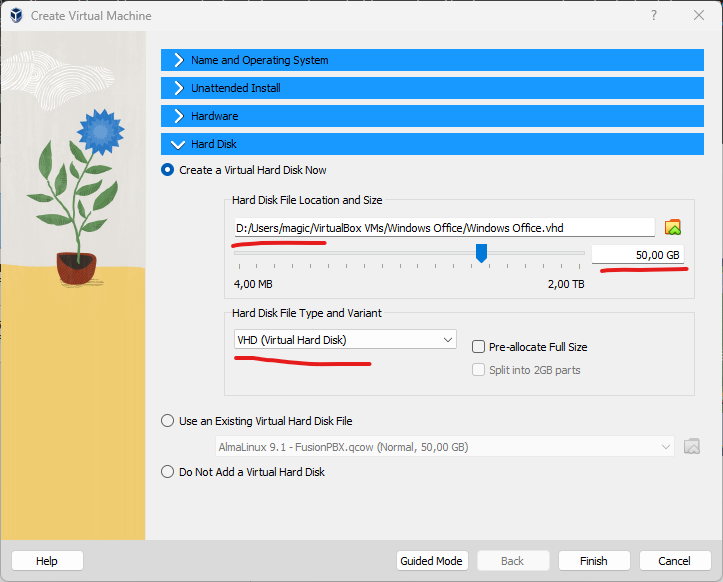 Create Virtual Machine
Name and Operating System
Unattended Install
Hardware
Hard Disk
Create a Virtual Hard Disk Now
Hard Disk File Location and Size
D:/Users/magic/VirtualBox VMs/Windows Office/Windows Office.vhd
50,00 GB
4,00 MB 2,00 TB
Hard Disk File Type and Variant
VHD (Virtual Hard Disk)
Pre-allocate Full Size
Split into 2GB parts
Use an Existing Virtual Hard Disk File
AlmaLinux 9.1 - FusionPBX.qcow (Normal, 50,00 GB)
Do Not Add a Virtual Hard Disk
Help Guided Mode Back Finish Cancel